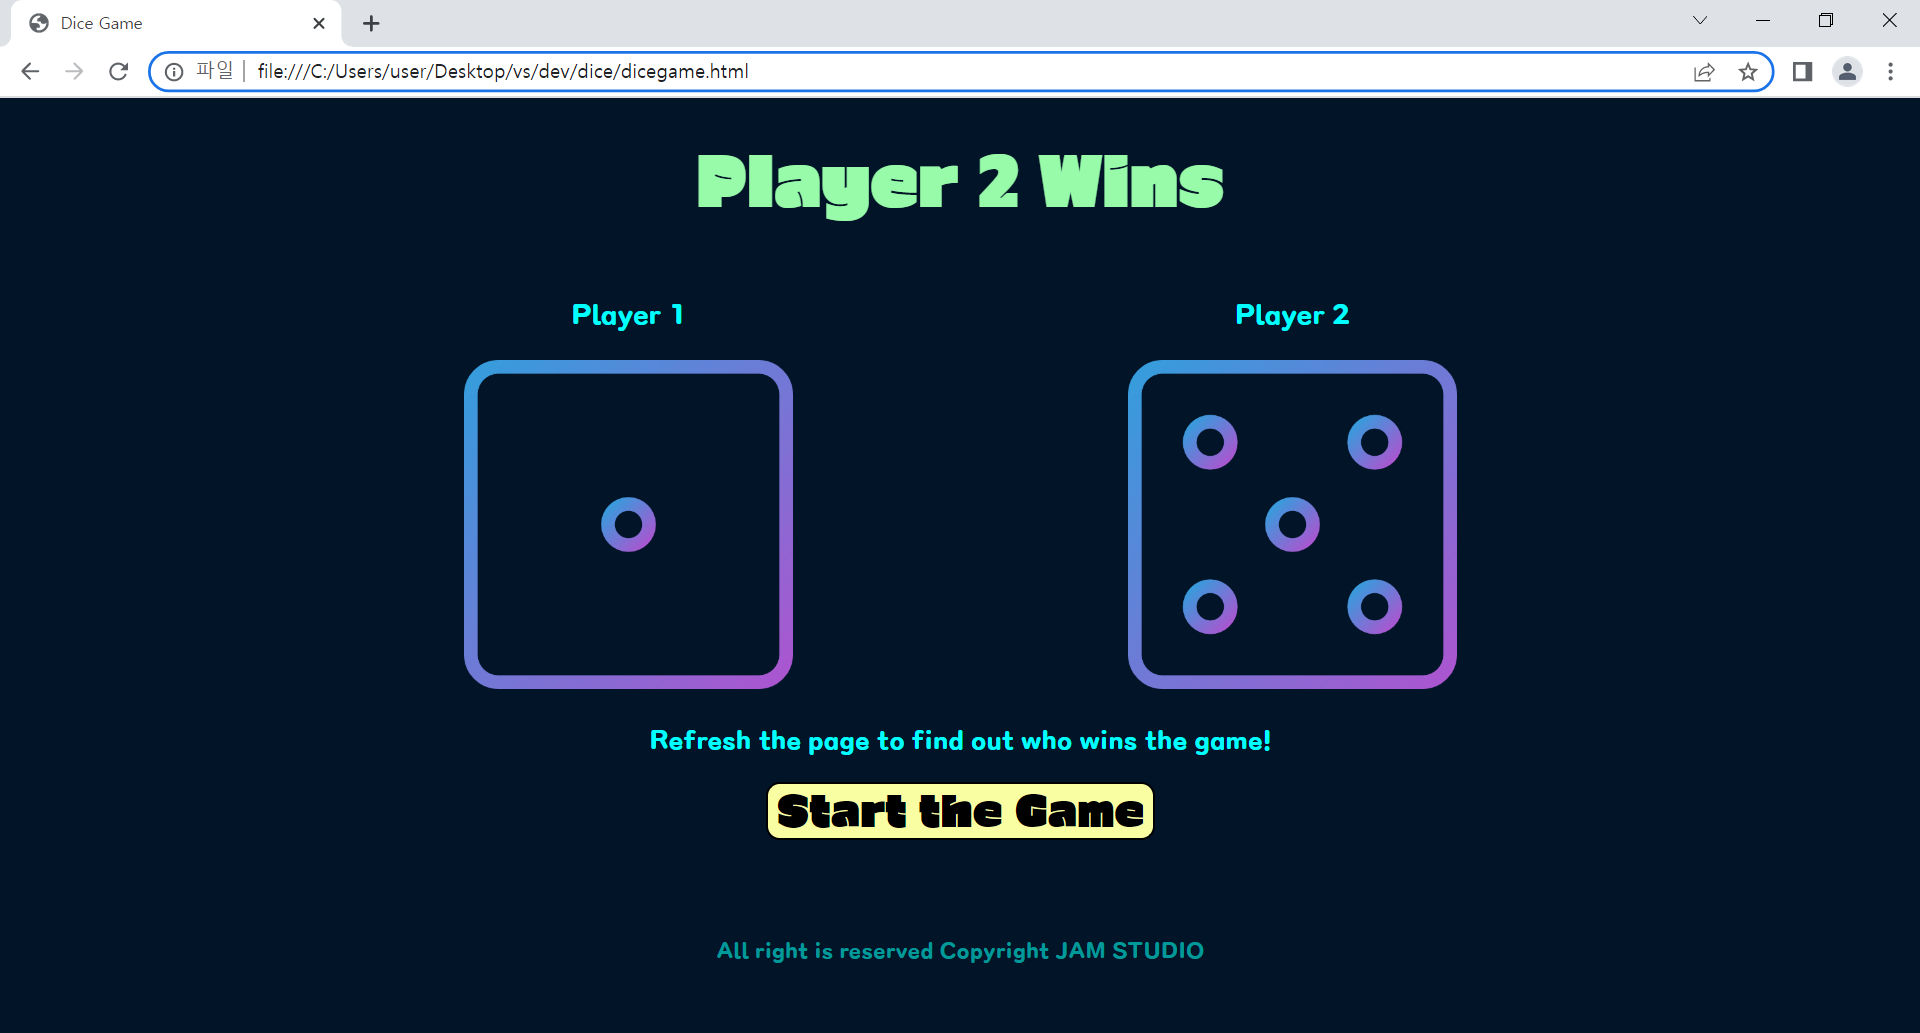 Dice Game
파일 file:///C:/Users/user/Desktop/vs/dev/dice/dicegame.html
Player 2 Wins
Player 1
Player 2
Refresh the page to find out who wins the game!
Start the Game
All right is reserved Copyright JAM STUDIO